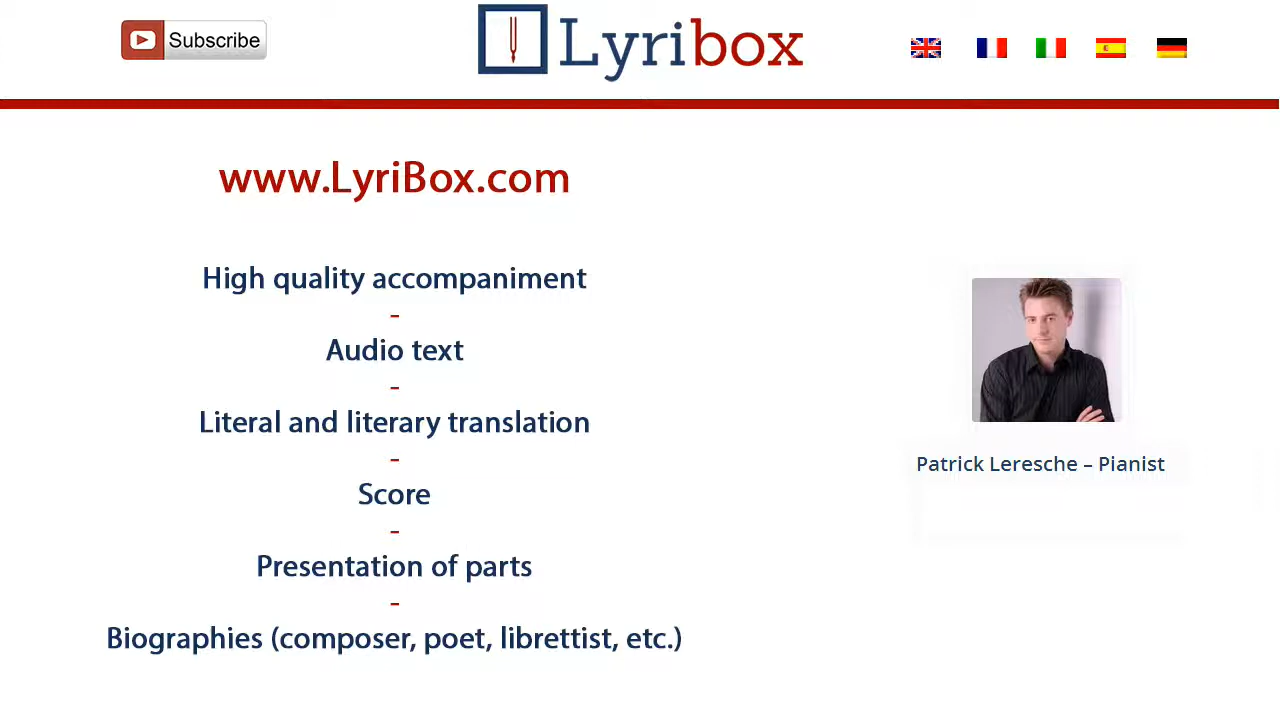 Subscribe
Lyribox
www.LyriBox.com
High quality accompaniment
-
Audio text
-
Literal and literary translation
-
Score
-
Presentation of parts
-
Biographies (composer, poet, librettist, etc.)
Patrick Leresche – Pianist